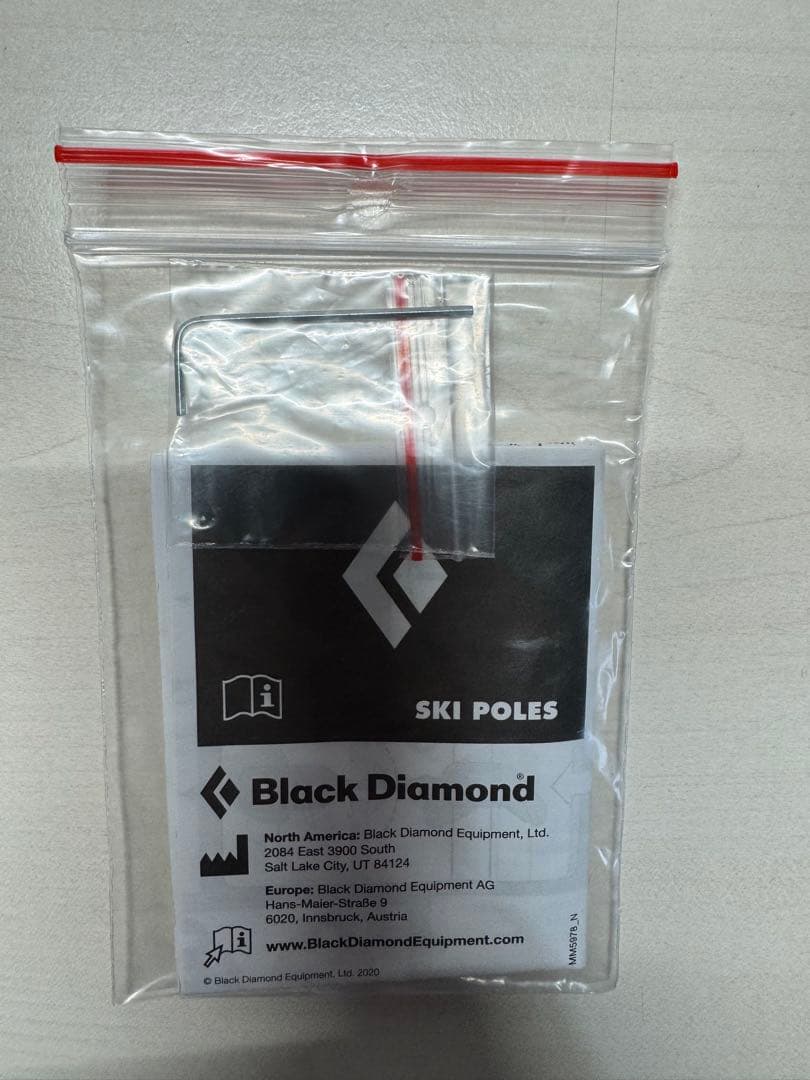 SKI POLES
Black Diamond®
North America: Black Diamond Equipment, Ltd.
2084 East 3900 South
Salt Lake City, UT 84124
Europe: Black Diamond Equipment AG
Hans-Maier-Straße 9
6020, Innsbruck, Austria
www.BlackDiamondEquipment.com
MM5978_N
© Black Diamond Equipment, Ltd. 2020